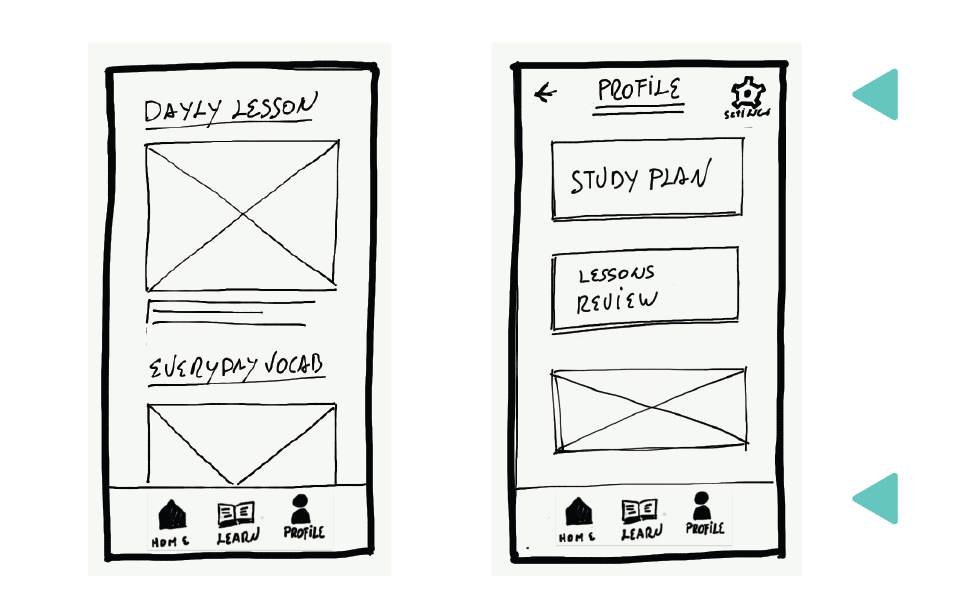 DAYLY LESSON
EVERYDAY VOCAB
HOME LEARN PROFILE
PROFILE
SETTINGS
STUDY PLAN
LESSONS
REVIEW
HOME LEARN PROFILE